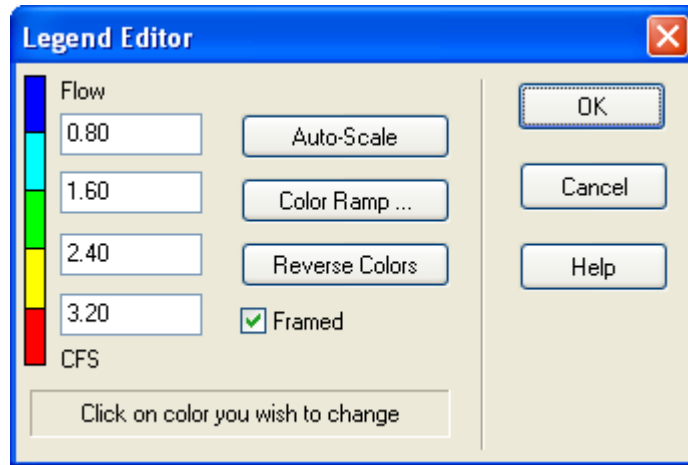 Legend Editor
Flow
0.80
1.60
2.40
3.20
CFS
Auto-Scale
Color Ramp ...
Reverse Colors
Framed
Click on color you wish to change
OK
Cancel
Help